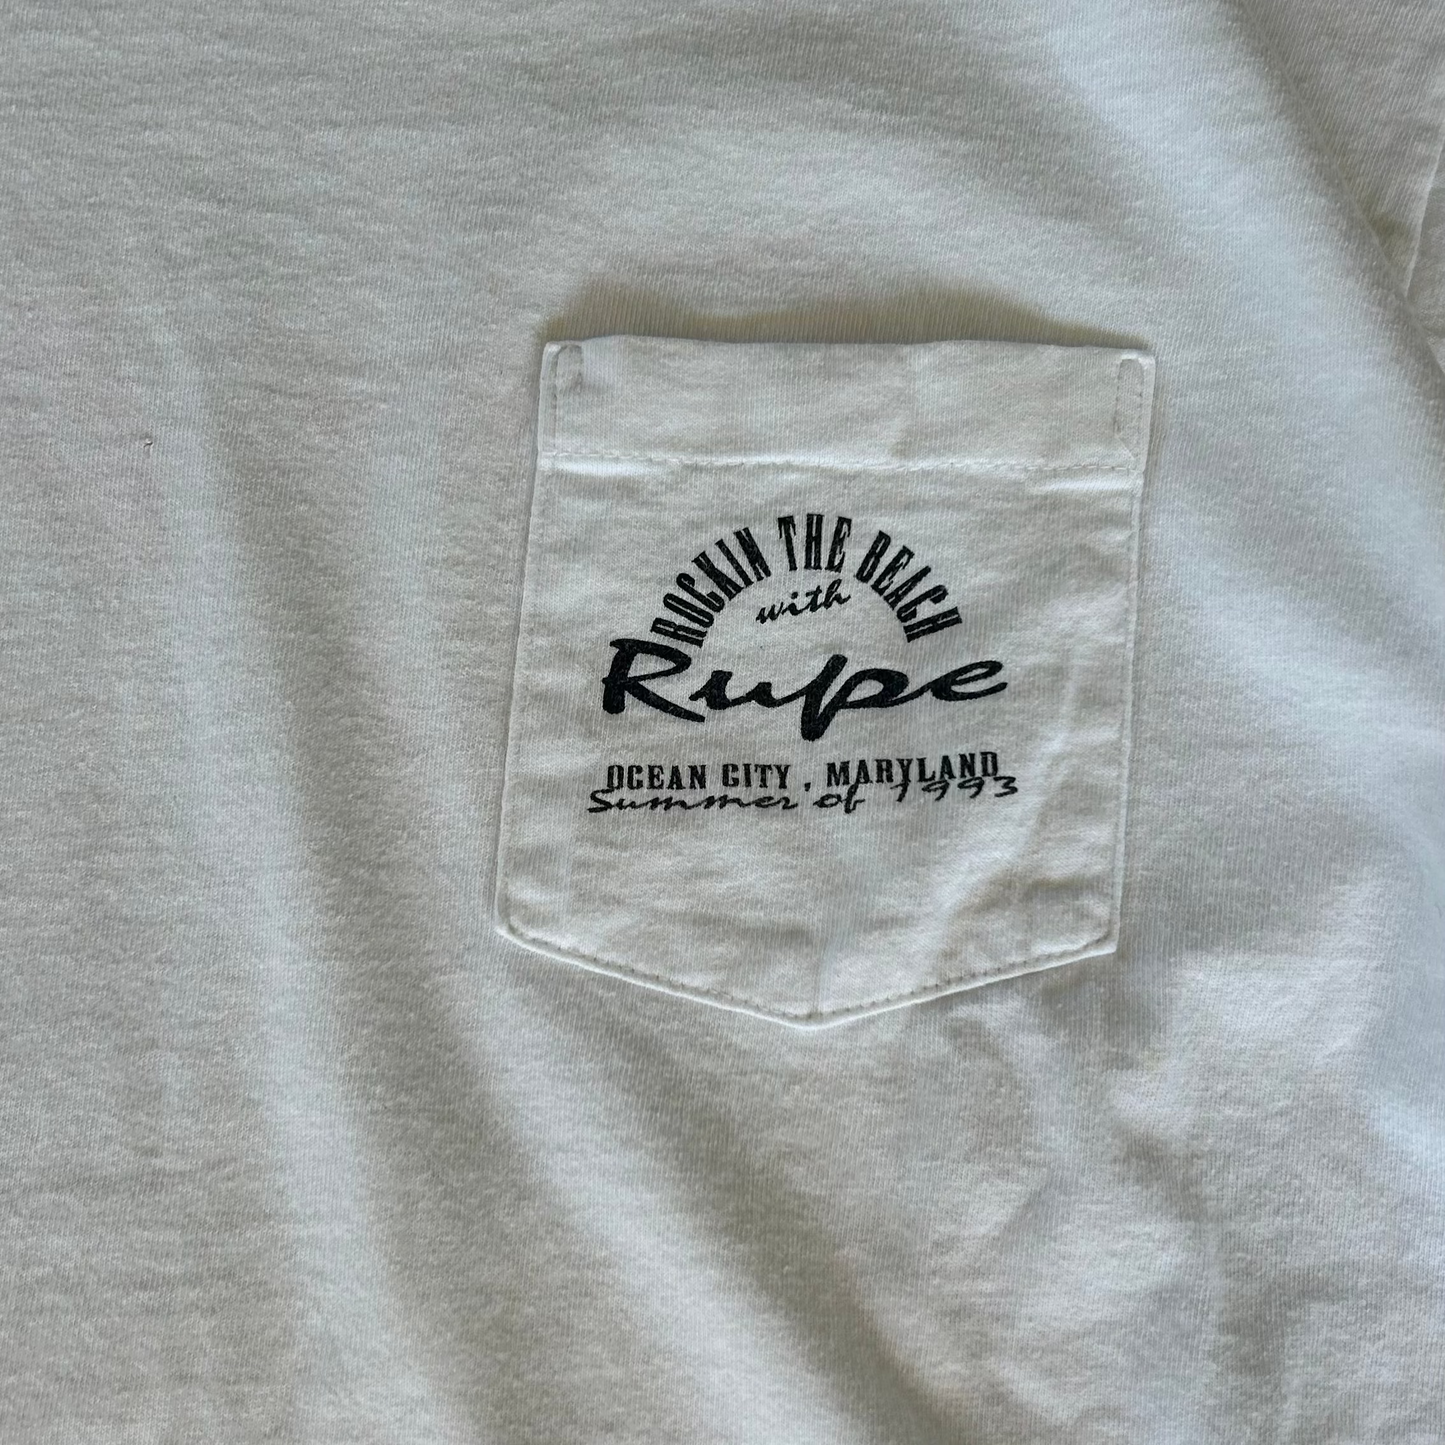 ROCKIN THE BEACH
with
Rupe
OCEAN CITY , MARYLAND
Summer of 1993